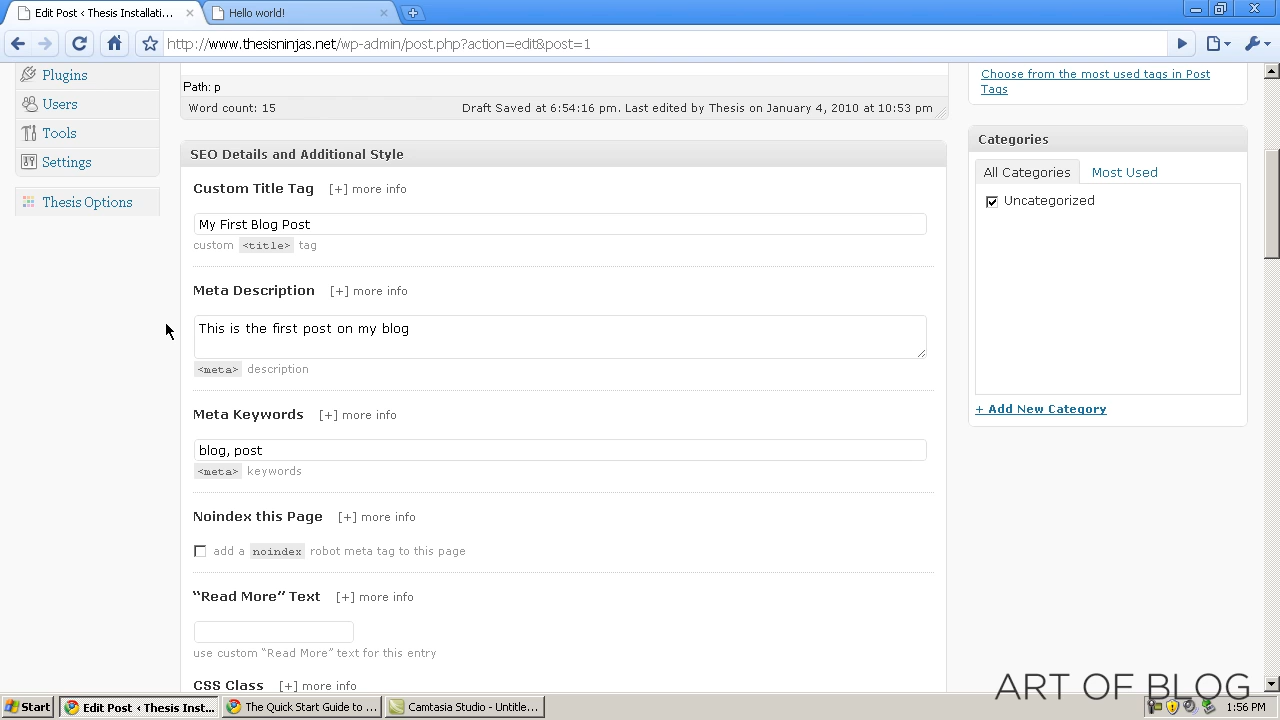 Edit Post ‹ Thesis Installati...
Hello world!
http://www.thesisninjas.net/wp-admin/post.php?action=edit&post=1
Plugins
Users
Tools
Settings
Thesis Options
Path: p
Word count: 15
Draft Saved at 6:54:16 pm. Last edited by Thesis on January 4, 2010 at 10:53 pm
SEO Details and Additional Style
Custom Title Tag [+] more info
My First Blog Post
custom <title> tag
Meta Description [+] more info
This is the first post on my blog
<meta> description
Meta Keywords [+] more info
blog, post
<meta> keywords
Noindex this Page [+] more info
add a noindex robot meta tag to this page
“Read More” Text [+] more info
use custom “Read More” text for this entry
CSS Class [+] more info
Choose from the most used tags in Post
Tags
Categories
All Categories
Most Used
Uncategorized
+ Add New Category
ART OF BLOG
Start
Edit Post ‹ Thesis Inst...
The Quick Start Guide to ...
Camtasia Studio - Untitle...
1:56 PM